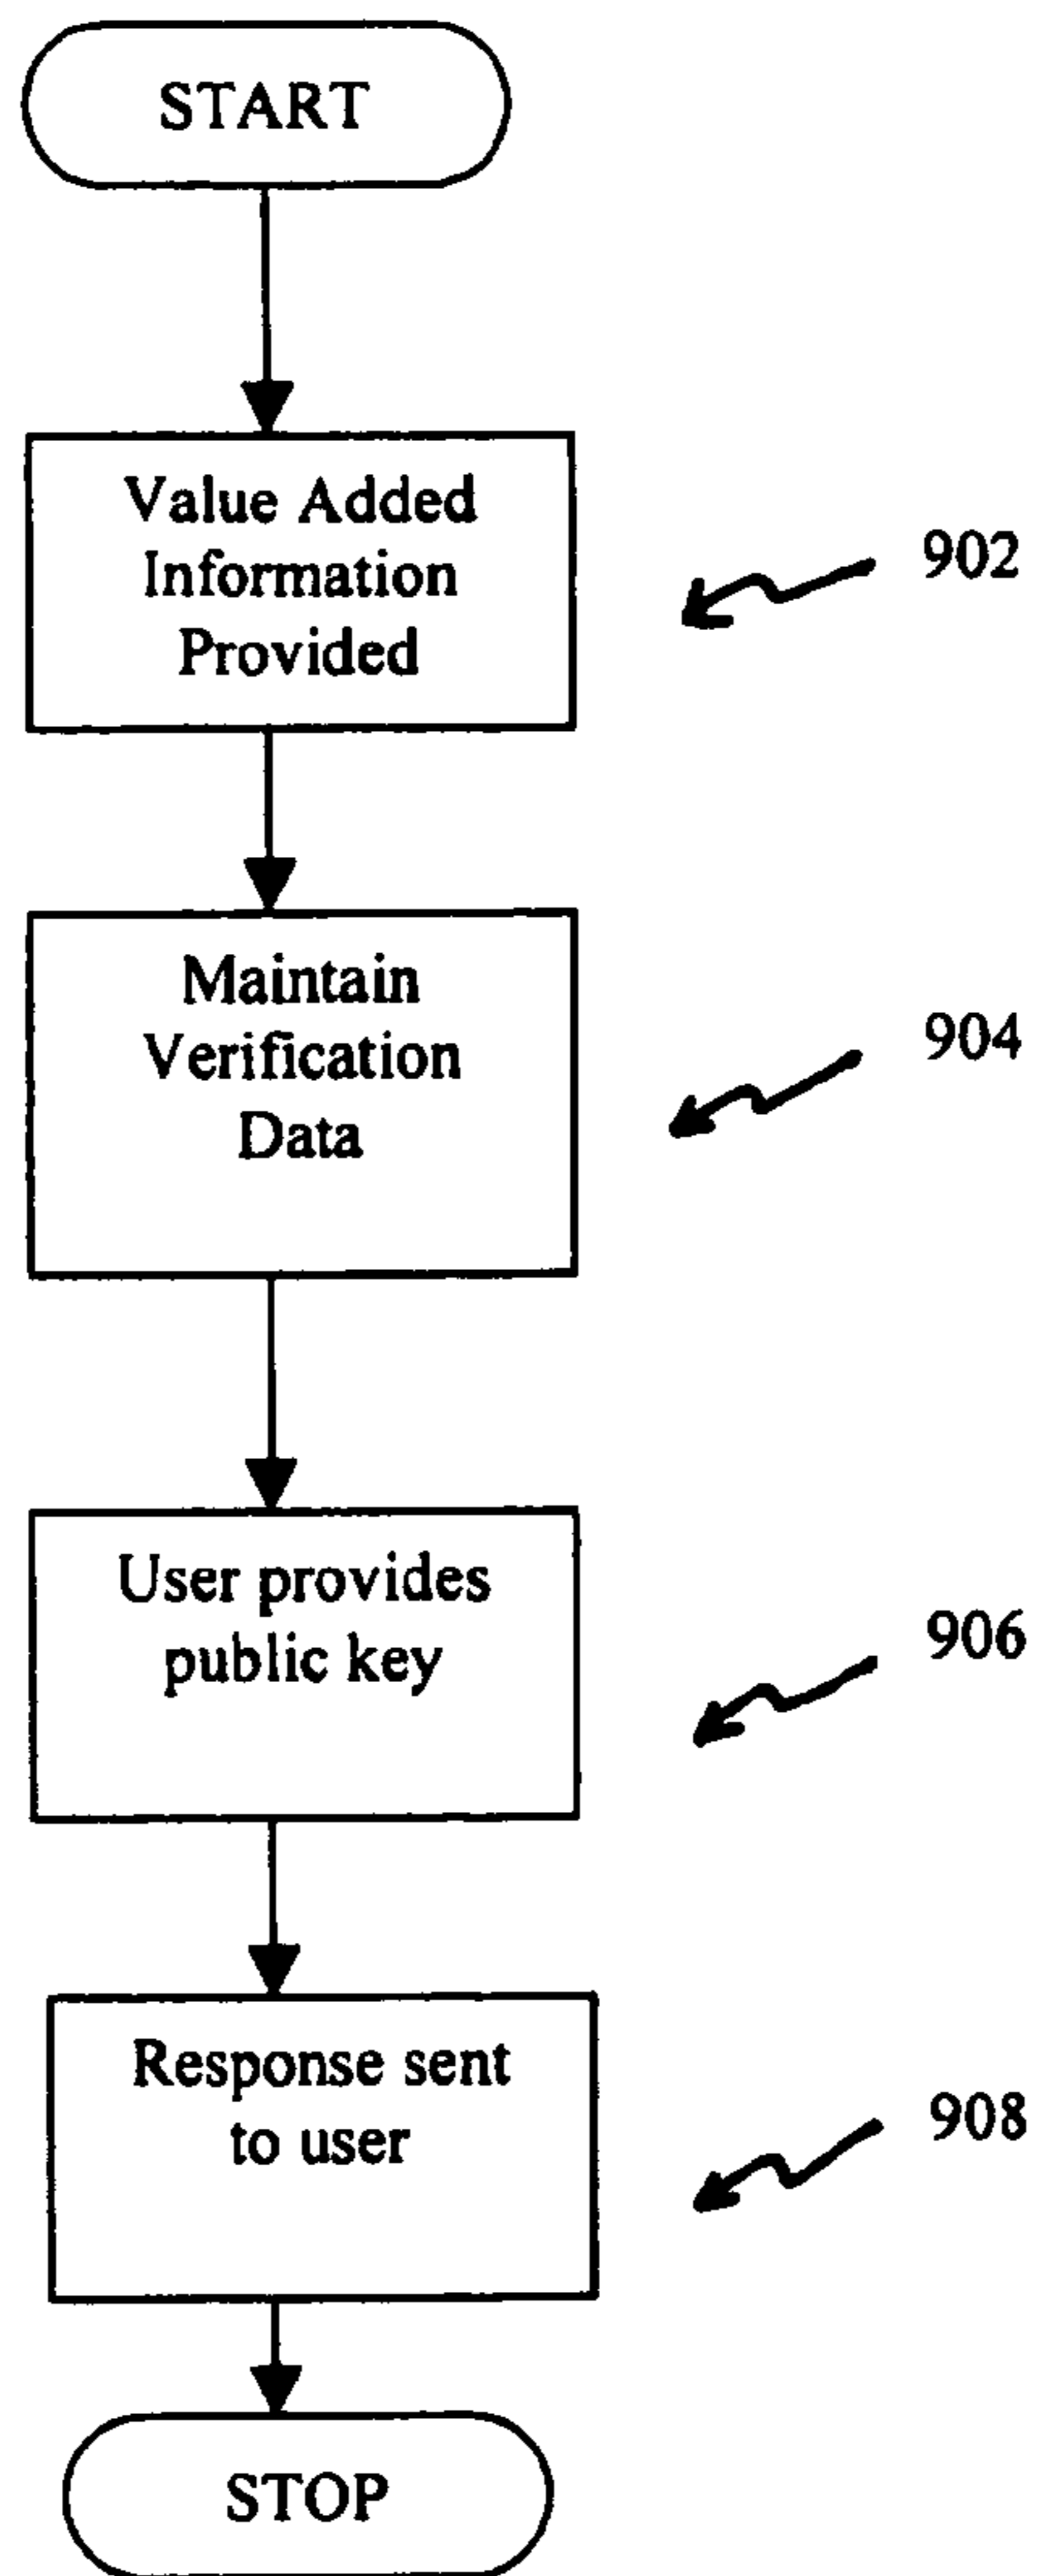 START
Value Added
Information
Provided
902
Maintain
Verification
Data
904
User provides
public key
906
Response sent
to user
908
STOP